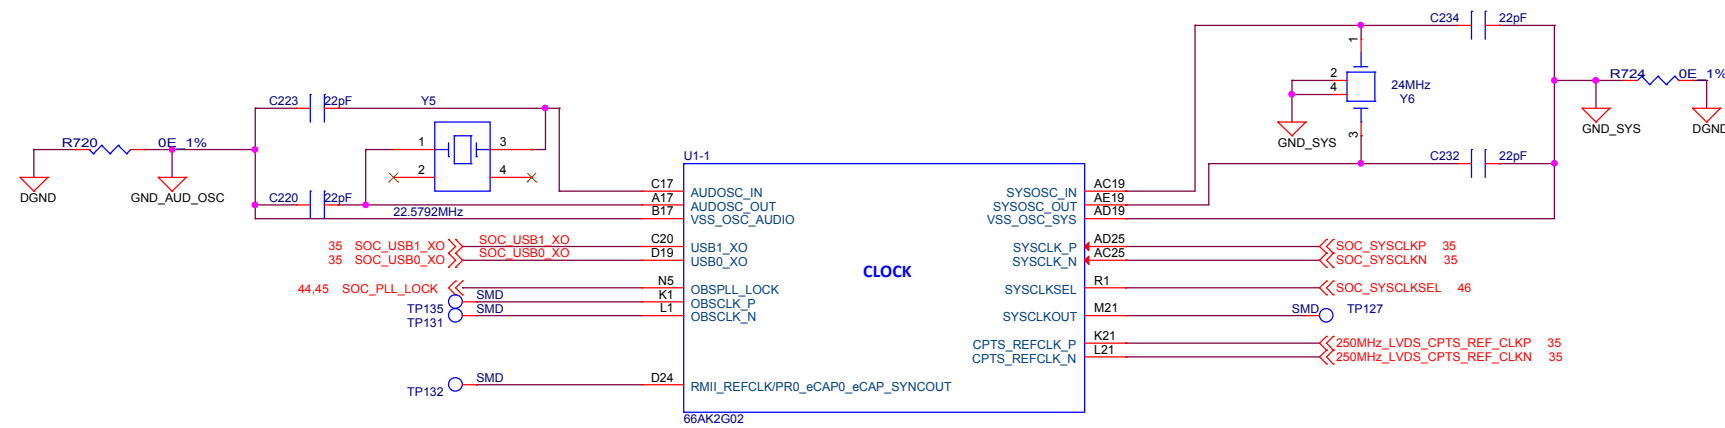 C234 22pF
1
2
4
24MHz
Y6
3
GND_SYS
R724 0E_1%
GND_SYS
DGND
C232 22pF
C223 22pF Y5
R720 0E_1%
1 3
2 4
DGND
GND_AUD_OSC
C220 22pF
22.5792MHz
U1-1
C17 AUDOSC_IN
A17 AUDOSC_OUT
B17 VSS_OSC_AUDIO
SYSOSC_IN AC19
SYSOSC_OUT AE19
VSS_OSC_SYS AD19
35 SOC_USB1_XO SOC_USB1_XO C20 USB1_XO
35 SOC_USB0_XO SOC_USB0_XO D19 USB0_XO
SYSCLK_P AD25 SOC_SYSCLKP 35
SYSCLK_N AC25 SOC_SYSCLKN 35
CLOCK
44,45 SOC_PLL_LOCK N5 OBSPLL_LOCK
SYSCLKSEL R1 SOC_SYSCLKSEL 46
TP135 SMD K1 OBSCLK_P
TP131 SMD L1 OBSCLK_N
SYSCLKOUT M21 SMD TP127
CPTS_REFCLK_P K21 250MHz_LVDS_CPTS_REF_CLKP 35
CPTS_REFCLK_N L21 250MHz_LVDS_CPTS_REF_CLKN 35
TP132 SMD D24 RMII_REFCLK/PR0_eCAP0_eCAP_SYNCOUT
66AK2G02